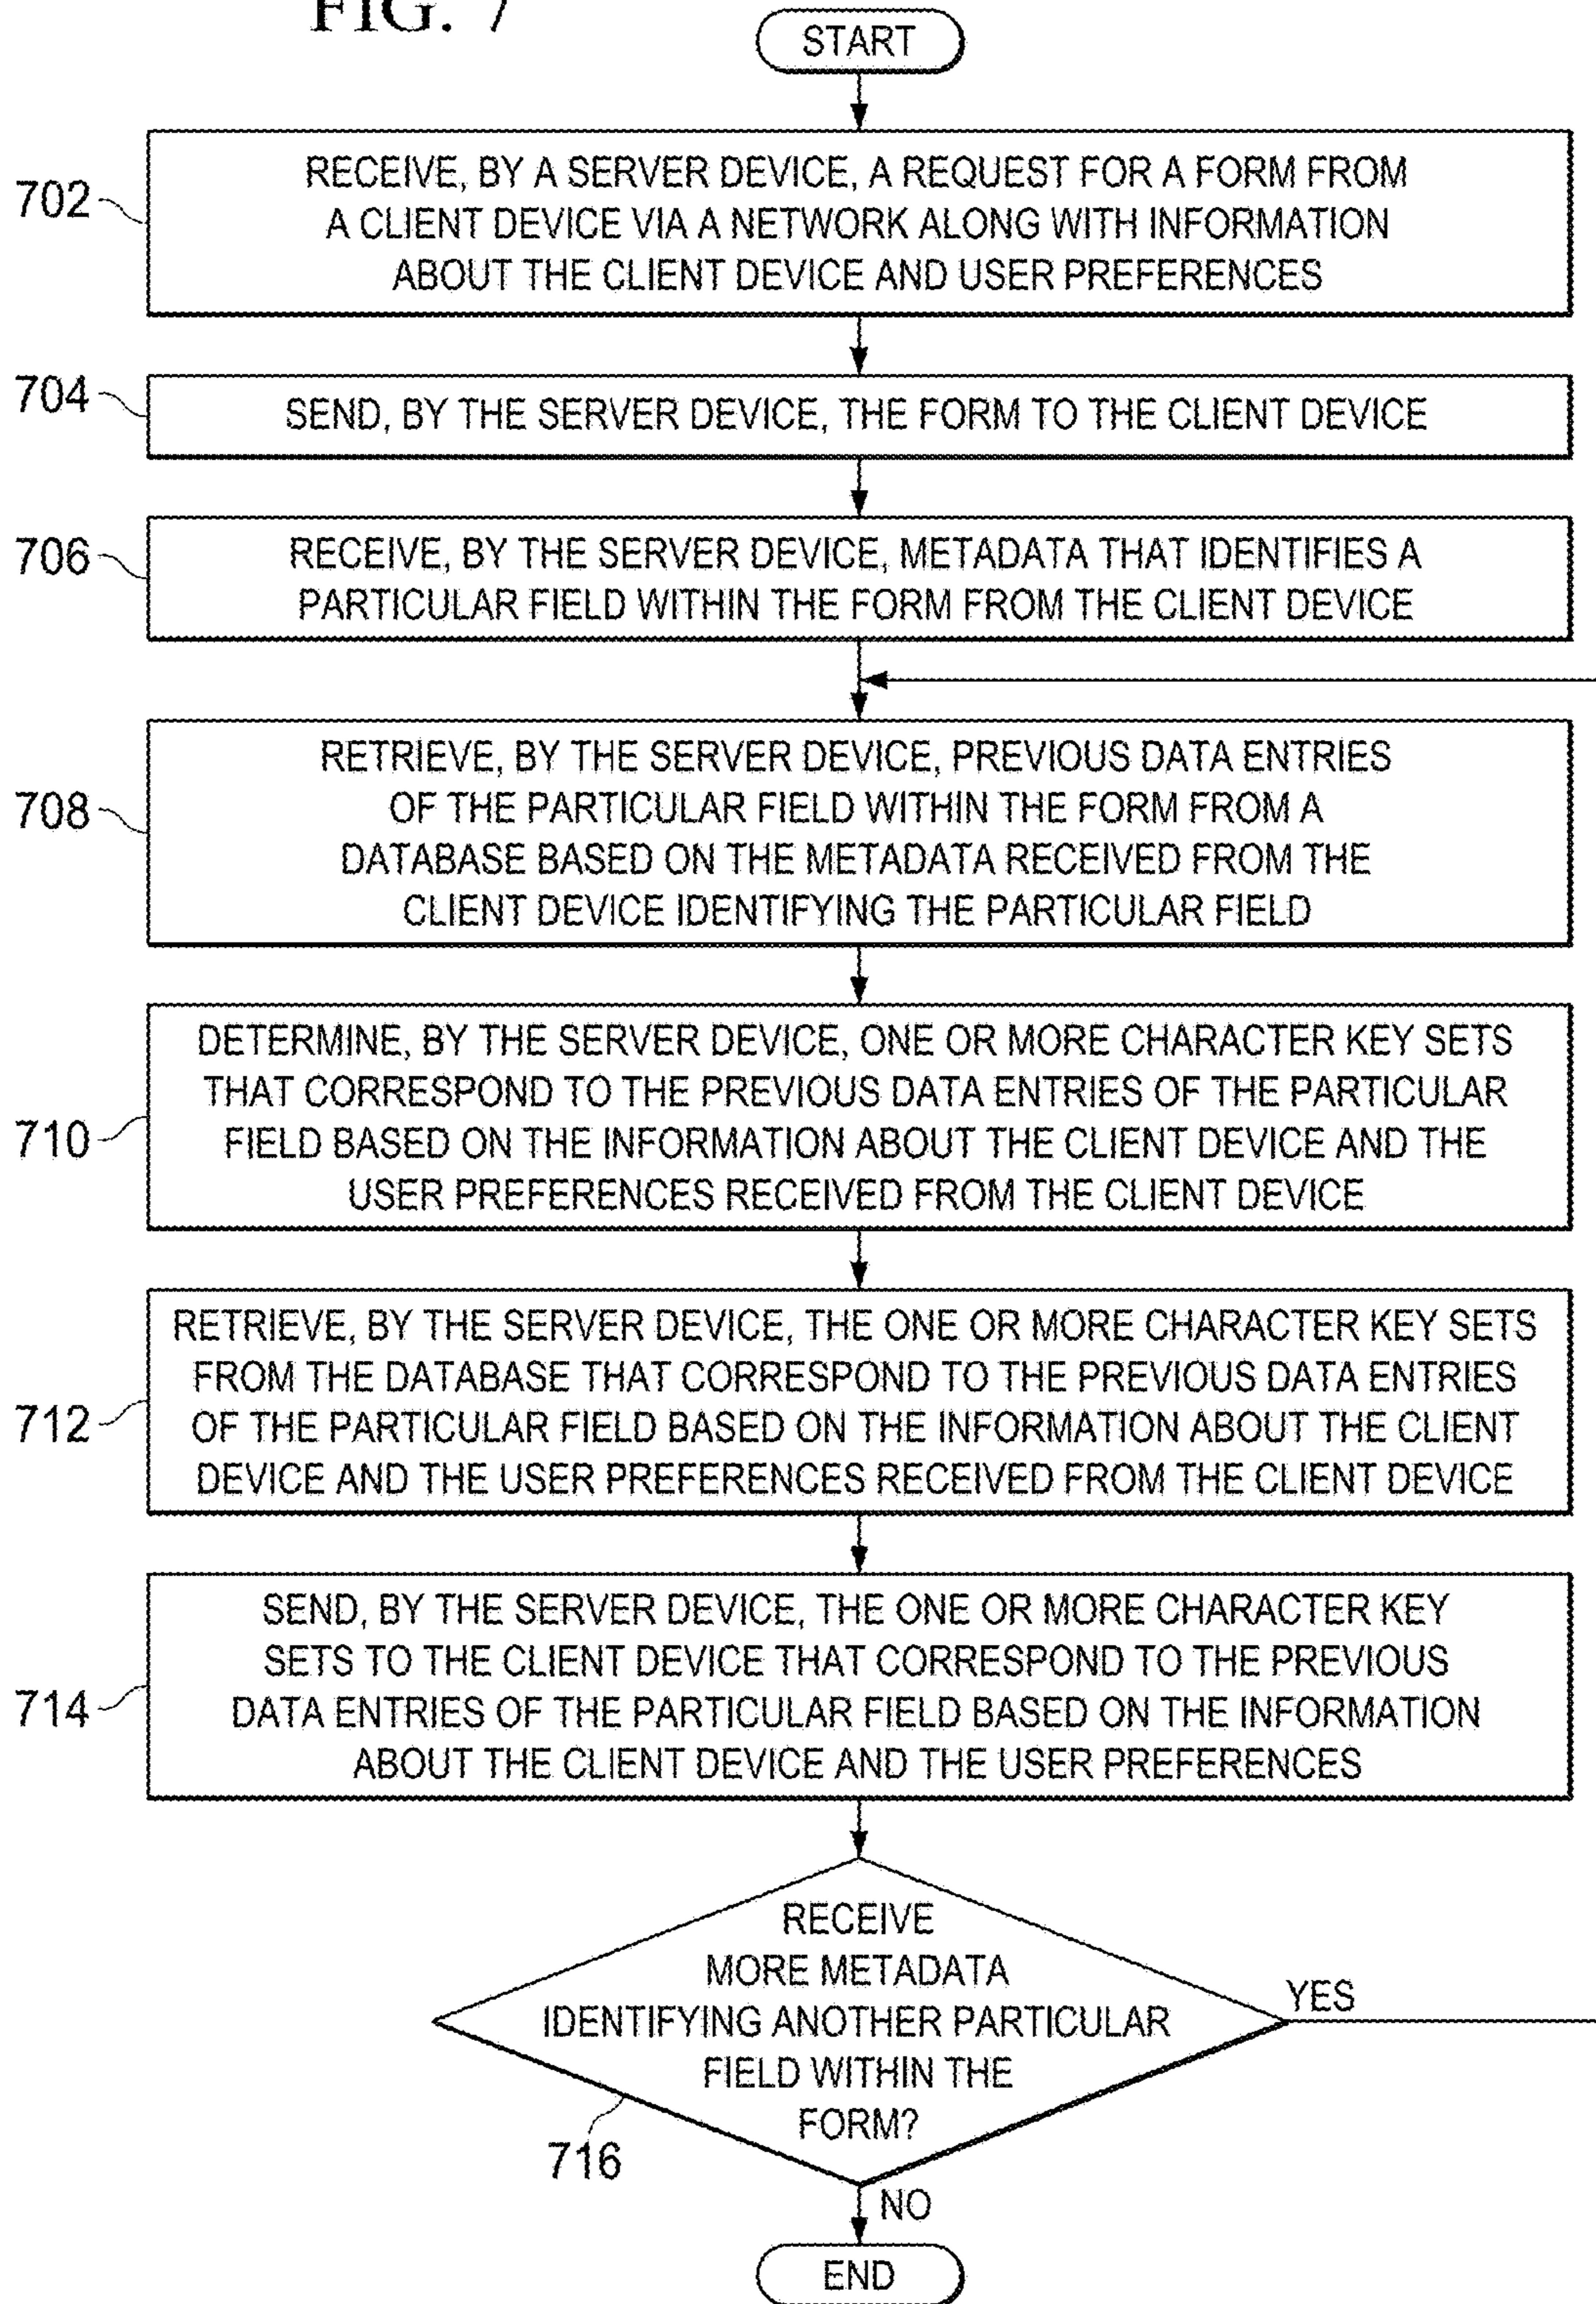 FIG. 7
START
702
RECEIVE, BY A SERVER DEVICE, A REQUEST FOR A FORM FROM
A CLIENT DEVICE VIA A NETWORK ALONG WITH INFORMATION
ABOUT THE CLIENT DEVICE AND USER PREFERENCES
704
SEND, BY THE SERVER DEVICE, THE FORM TO THE CLIENT DEVICE
706
RECEIVE, BY THE SERVER DEVICE, METADATA THAT IDENTIFIES A
PARTICULAR FIELD WITHIN THE FORM FROM THE CLIENT DEVICE
708
RETRIEVE, BY THE SERVER DEVICE, PREVIOUS DATA ENTRIES
OF THE PARTICULAR FIELD WITHIN THE FORM FROM A
DATABASE BASED ON THE METADATA RECEIVED FROM THE
CLIENT DEVICE IDENTIFYING THE PARTICULAR FIELD
710
DETERMINE, BY THE SERVER DEVICE, ONE OR MORE CHARACTER KEY SETS
THAT CORRESPOND TO THE PREVIOUS DATA ENTRIES OF THE PARTICULAR
FIELD BASED ON THE INFORMATION ABOUT THE CLIENT DEVICE AND THE
USER PREFERENCES RECEIVED FROM THE CLIENT DEVICE
712
RETRIEVE, BY THE SERVER DEVICE, THE ONE OR MORE CHARACTER KEY SETS
FROM THE DATABASE THAT CORRESPOND TO THE PREVIOUS DATA ENTRIES
OF THE PARTICULAR FIELD BASED ON THE INFORMATION ABOUT THE CLIENT
DEVICE AND THE USER PREFERENCES RECEIVED FROM THE CLIENT DEVICE
714
SEND, BY THE SERVER DEVICE, THE ONE OR MORE CHARACTER KEY
SETS TO THE CLIENT DEVICE THAT CORRESPOND TO THE PREVIOUS
DATA ENTRIES OF THE PARTICULAR FIELD BASED ON THE INFORMATION
ABOUT THE CLIENT DEVICE AND THE USER PREFERENCES
RECEIVE
MORE METADATA
IDENTIFYING ANOTHER PARTICULAR
FIELD WITHIN THE
FORM?
YES
716
NO
END